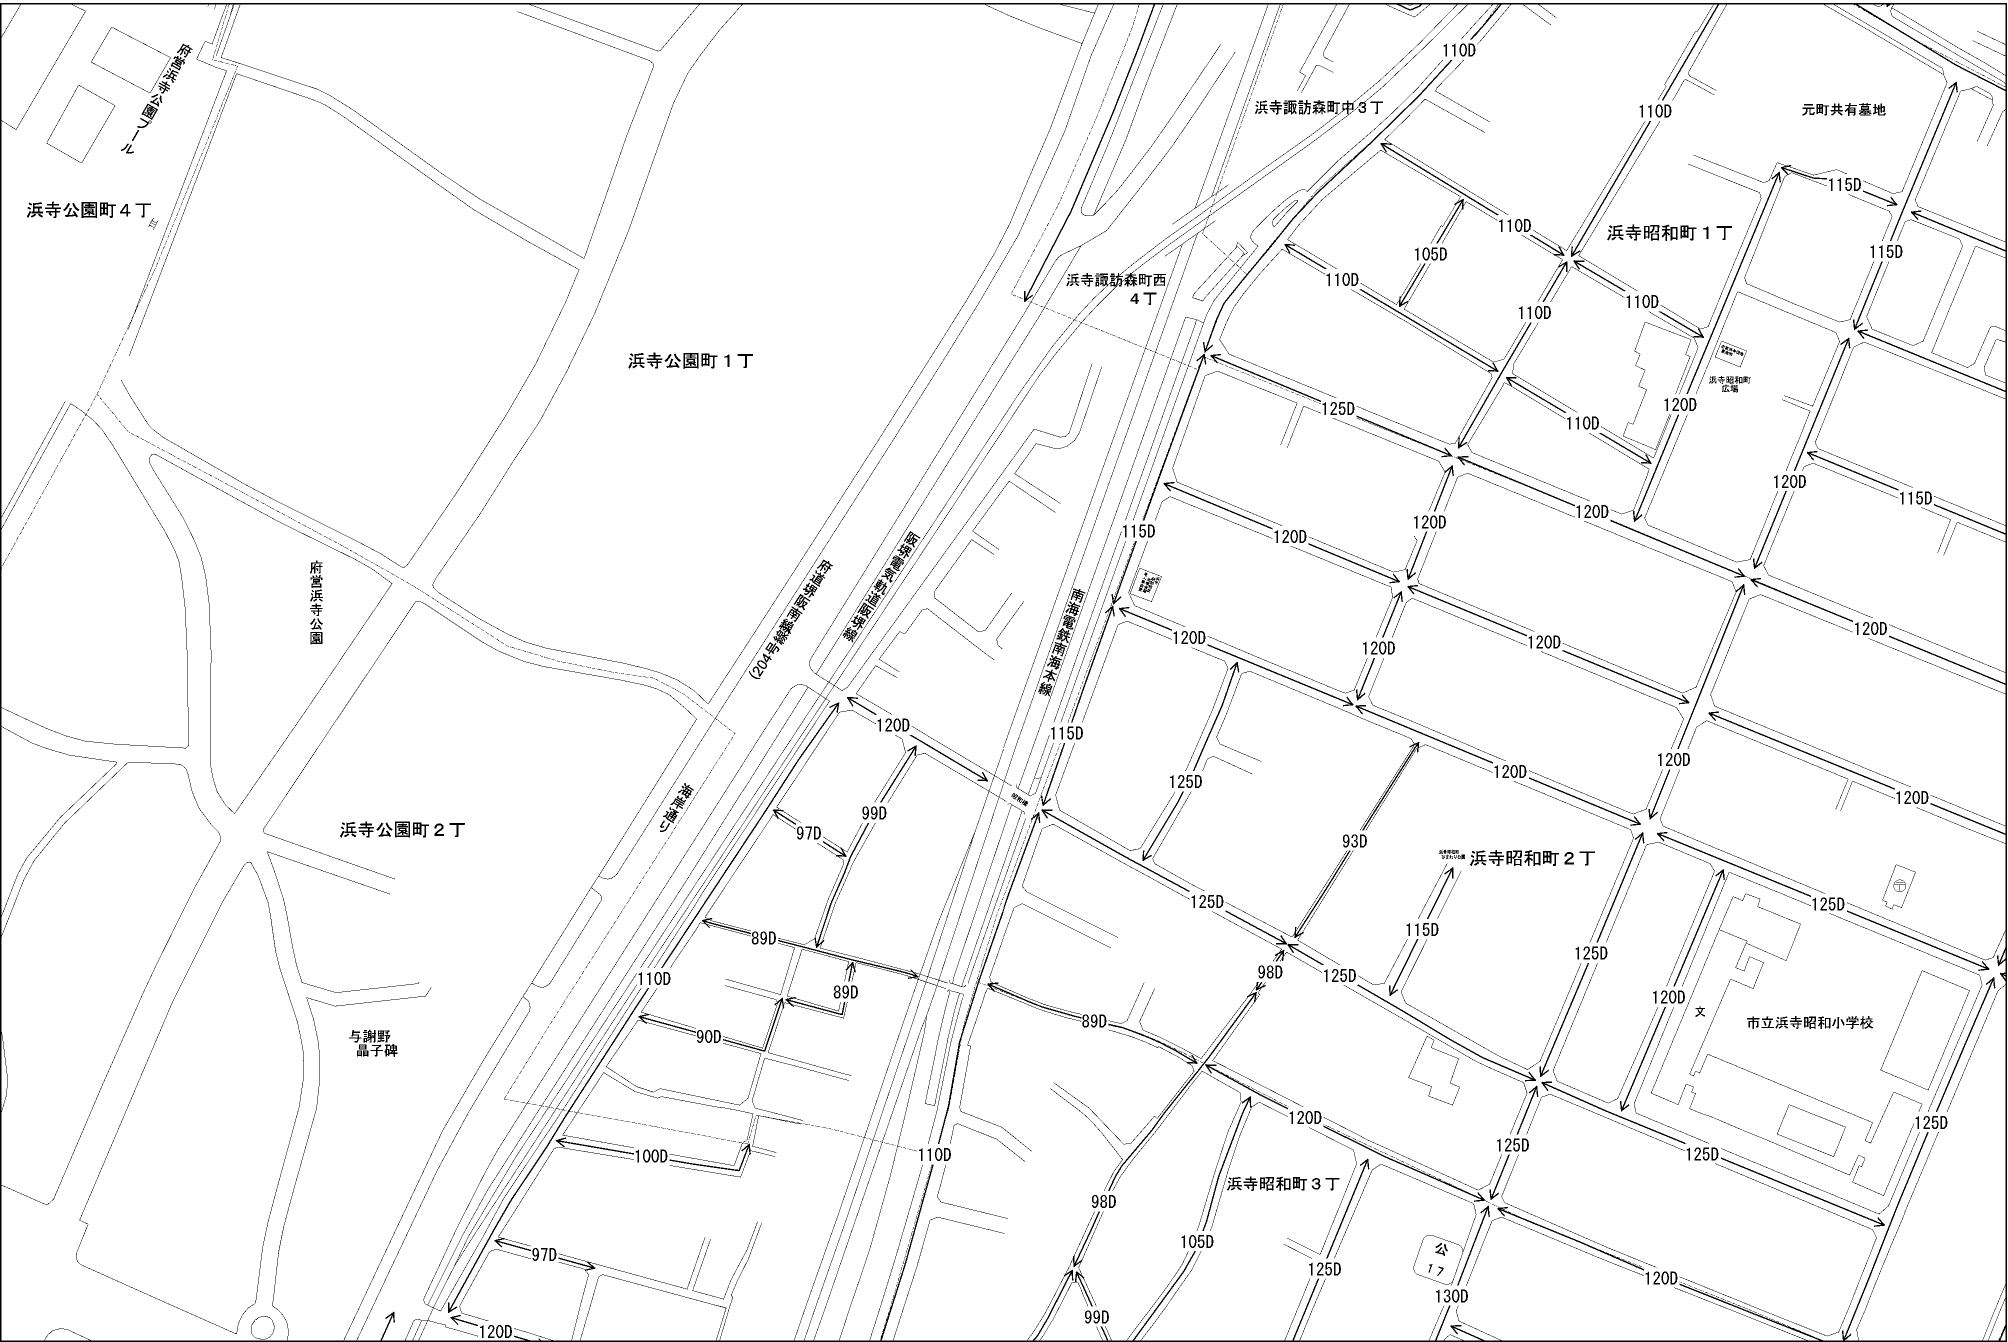 110D
府営浜寺公園プール
浜寺諏訪森町中３丁
110D
元町共有墓地
浜寺公園町４丁
115D
110D
浜寺昭和町１丁
105D
115D
浜寺諏訪森町西
４丁
110D
110D
110D
浜寺公園町１丁
浜寺昭和町
広場
125D
120D
110D
120D
115D
120D
120D
115D
120D
府営浜寺公園
阪堺電気軌道阪堺線
府道堺阪南線
(204号線)
南海電鉄南海本線
120D
120D
120D
120D
120D
120D
115D
120D
125D
120D
120D
海岸通り
99D
浜寺公園町２丁
97D
93D
浜寺昭和町２丁
125D
125D
115D
89D
125D
98D
125D
110D
89D
120D
文
市立浜寺昭和小学校
89D
90D
与謝野
晶子碑
120D
125D
125D
100D
110D
125D
浜寺昭和町３丁
98D
105D
97D
公
17
125D
120D
130D
99D
120D